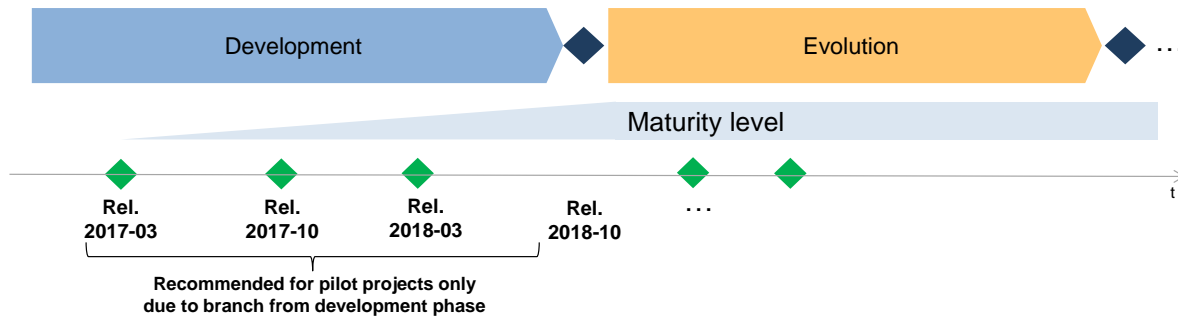 Development
Evolution
...
Maturity level
t
Rel.
2017-03
Rel.
2017-10
Rel.
2018-03
Rel.
2018-10
...
Recommended for pilot projects only
due to branch from development phase